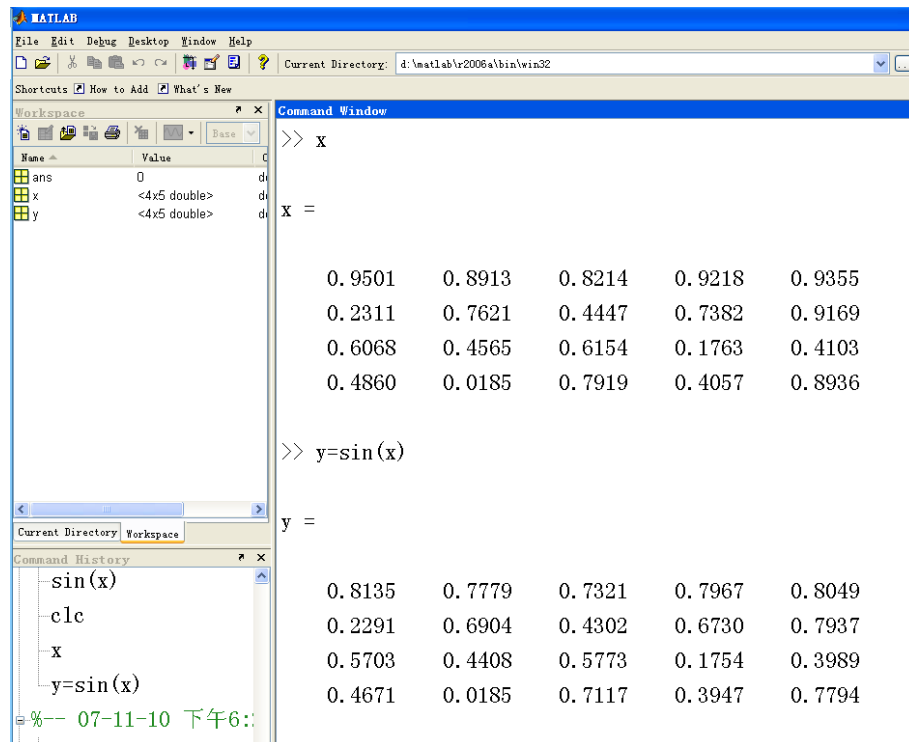 MATLAB
File Edit Debug Desktop Window Help
Current Directory: d:\matlab\r2006a\bin\win32
Shortcuts How to Add What's New
Workspace
Base
Name Value
ans 0
x <4x5 double>
y <4x5 double>
Current Directory Workspace
Command History
sin(x)
clc
x
y=sin(x)
%-- 07-11-10 下午6:
Command Window
>> x
x =
0.9501 0.8913 0.8214 0.9218 0.9355
0.2311 0.7621 0.4447 0.7382 0.9169
0.6068 0.4565 0.6154 0.1763 0.4103
0.4860 0.0185 0.7919 0.4057 0.8936
>> y=sin(x)
y =
0.8135 0.7779 0.7321 0.7967 0.8049
0.2291 0.6904 0.4302 0.6730 0.7937
0.5703 0.4408 0.5773 0.1754 0.3989
0.4671 0.0185 0.7117 0.3947 0.7794